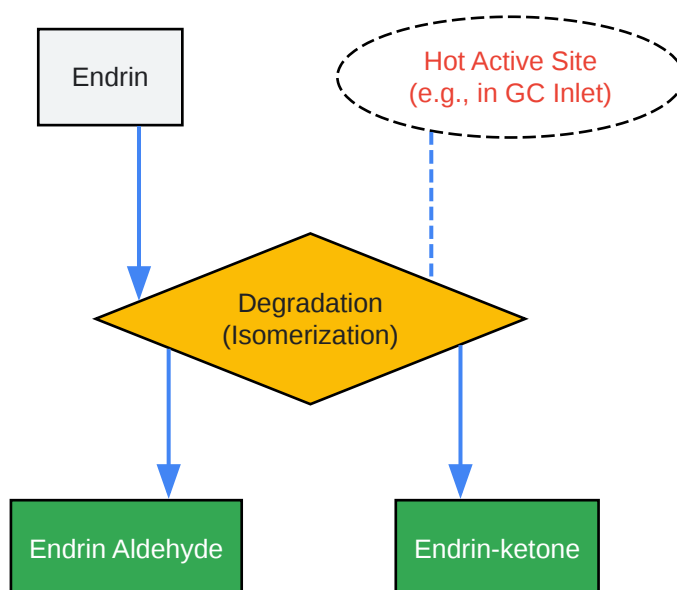 Endrin
Hot Active Site
(e.g., in GC Inlet)
Degradation
(Isomerization)
Endrin Aldehyde
Endrin-ketone